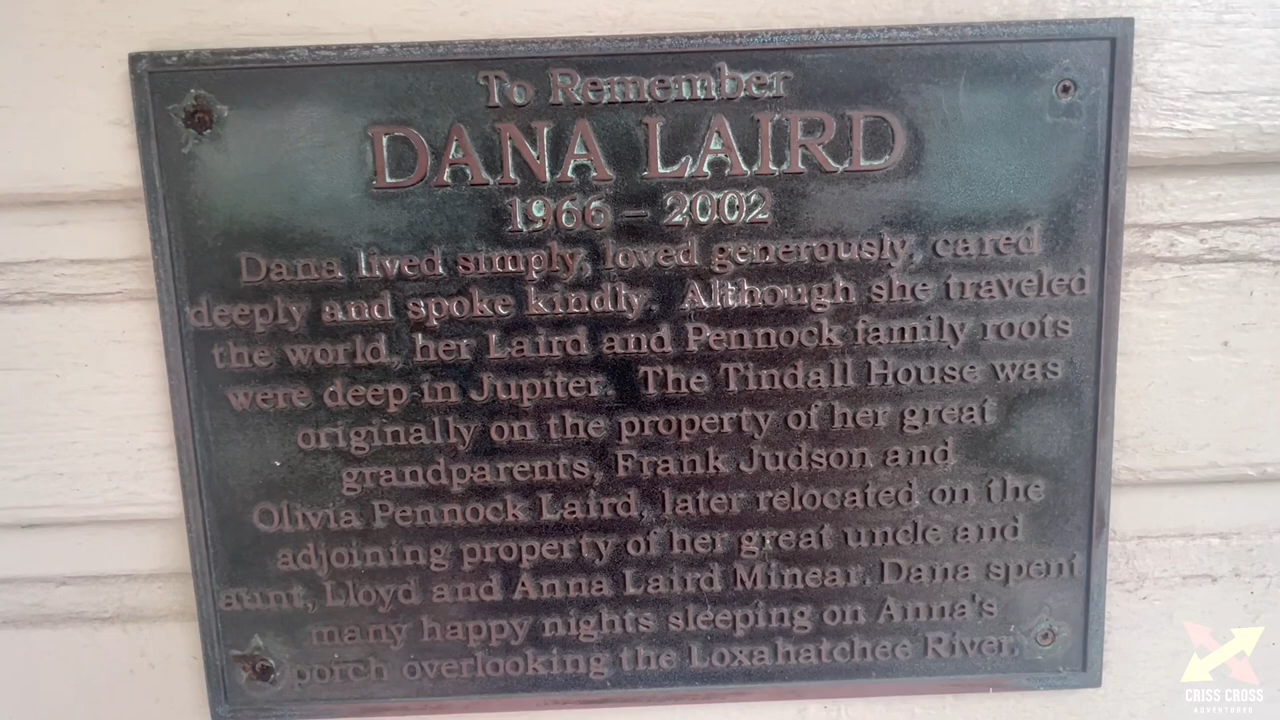 To Remember
DANA LAIRD
1966 - 2002
Dana lived simply, loved generously, cared
deeply and spoke kindly. Although she traveled
the world, her Laird and Pennock family roots
were deep in Jupiter. The Tindall House was
originally on the property of her great
grandparents, Frank Judson and
Olivia Pennock Laird, later relocated on the
adjoining property of her great uncle and
aunt, Lloyd and Anna Laird Minear. Dana spent
many happy nights sleeping on Anna's
porch overlooking the Loxahatchee River.
CRISS CROSS
ADVENTURES